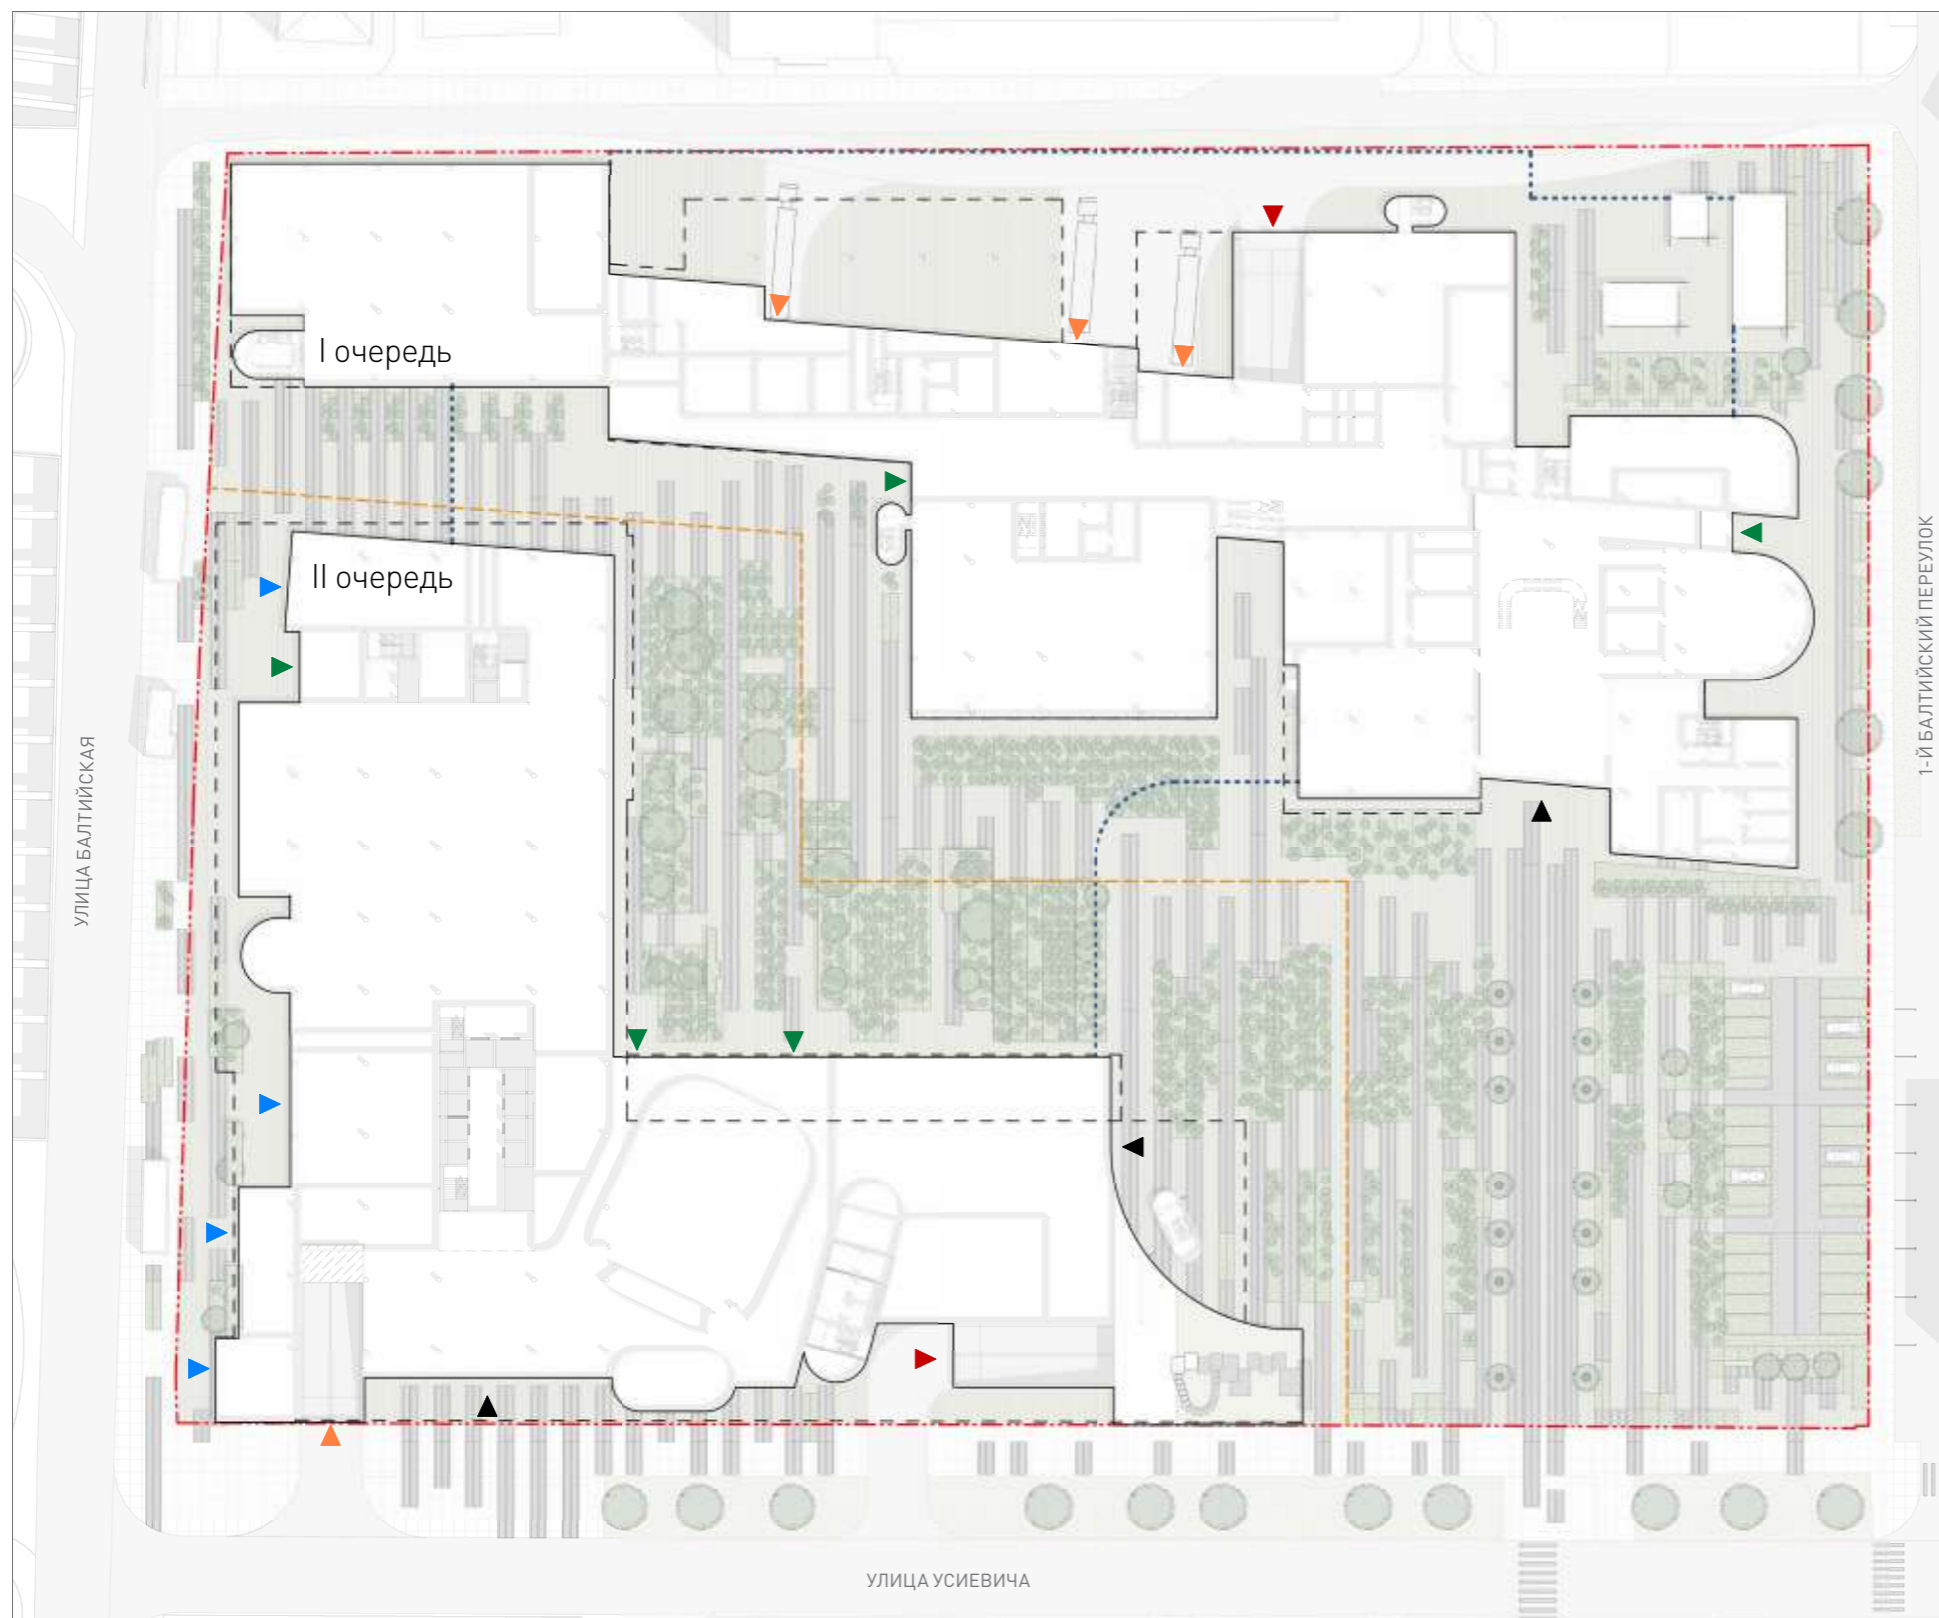 I очередь
II очередь
УЛИЦА БАЛТИЙСКАЯ
1-Й БАЛТИЙСКИЙ ПЕРЕУЛОК
УЛИЦА УСИЕВИЧА